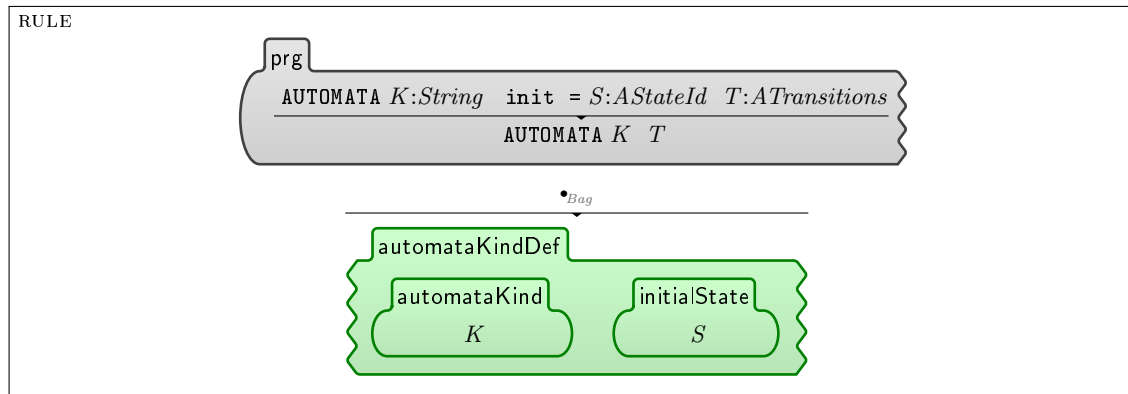 RULE
prg
AUTOMATA K:String init = S:AStateId T:ATransitions
AUTOMATA K T
•Bag
automataKindDef
automataKind initialState
K S